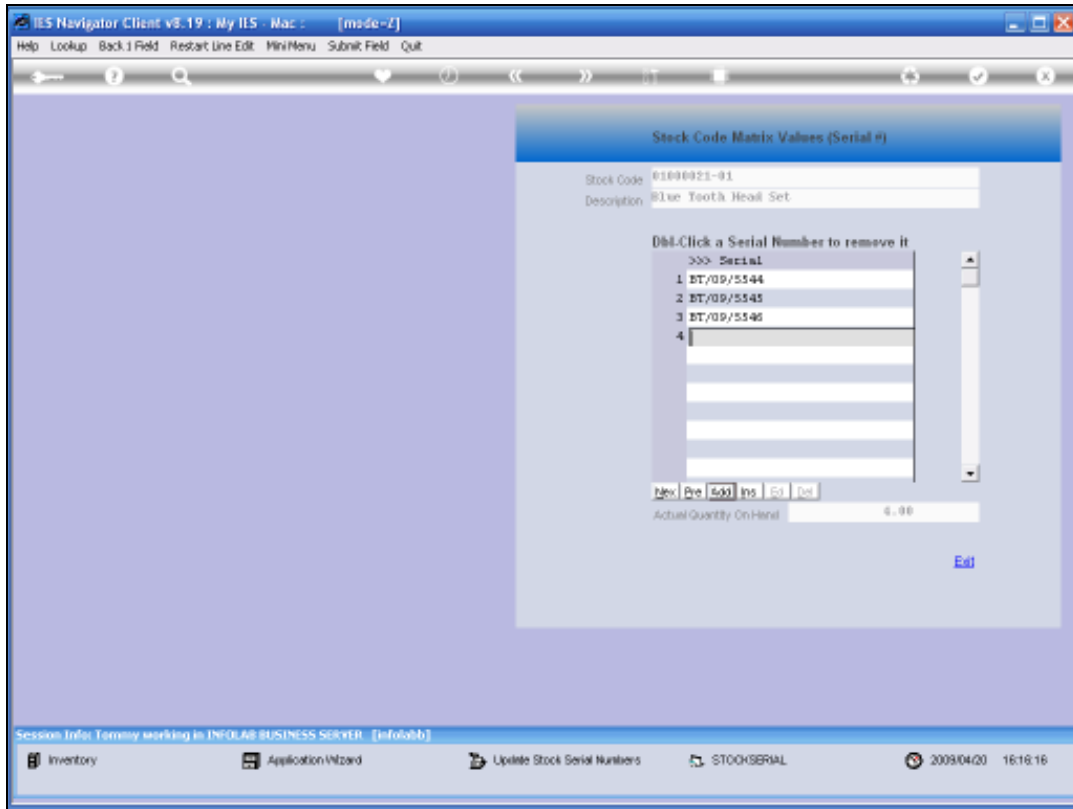 IES Navigator Client v8.19 : My IES - Mac : [mode=Z]
Help Lookup Back 1 Field Restart Line Edit MiniMenu Submit Field Quit
Stock Code Matrix Values (Serial #)
Stock Code 01000021-01
Description Blue Tooth Head Set
Dbl-Click a Serial Number to remove it
>>> Serial
1 BT/09/5544
2 BT/09/5545
3 BT/09/5546
4
Nex Pre Add Ins Ed Del
Actual Quantity On Hand 4.00
Exit
Session Info: Tommy working in INFOLAB BUSINESS SERVER [infolabb]
Inventory Application Wizard Update Stock Serial Numbers STOCKSERIAL 2009/04/20 16:16:16